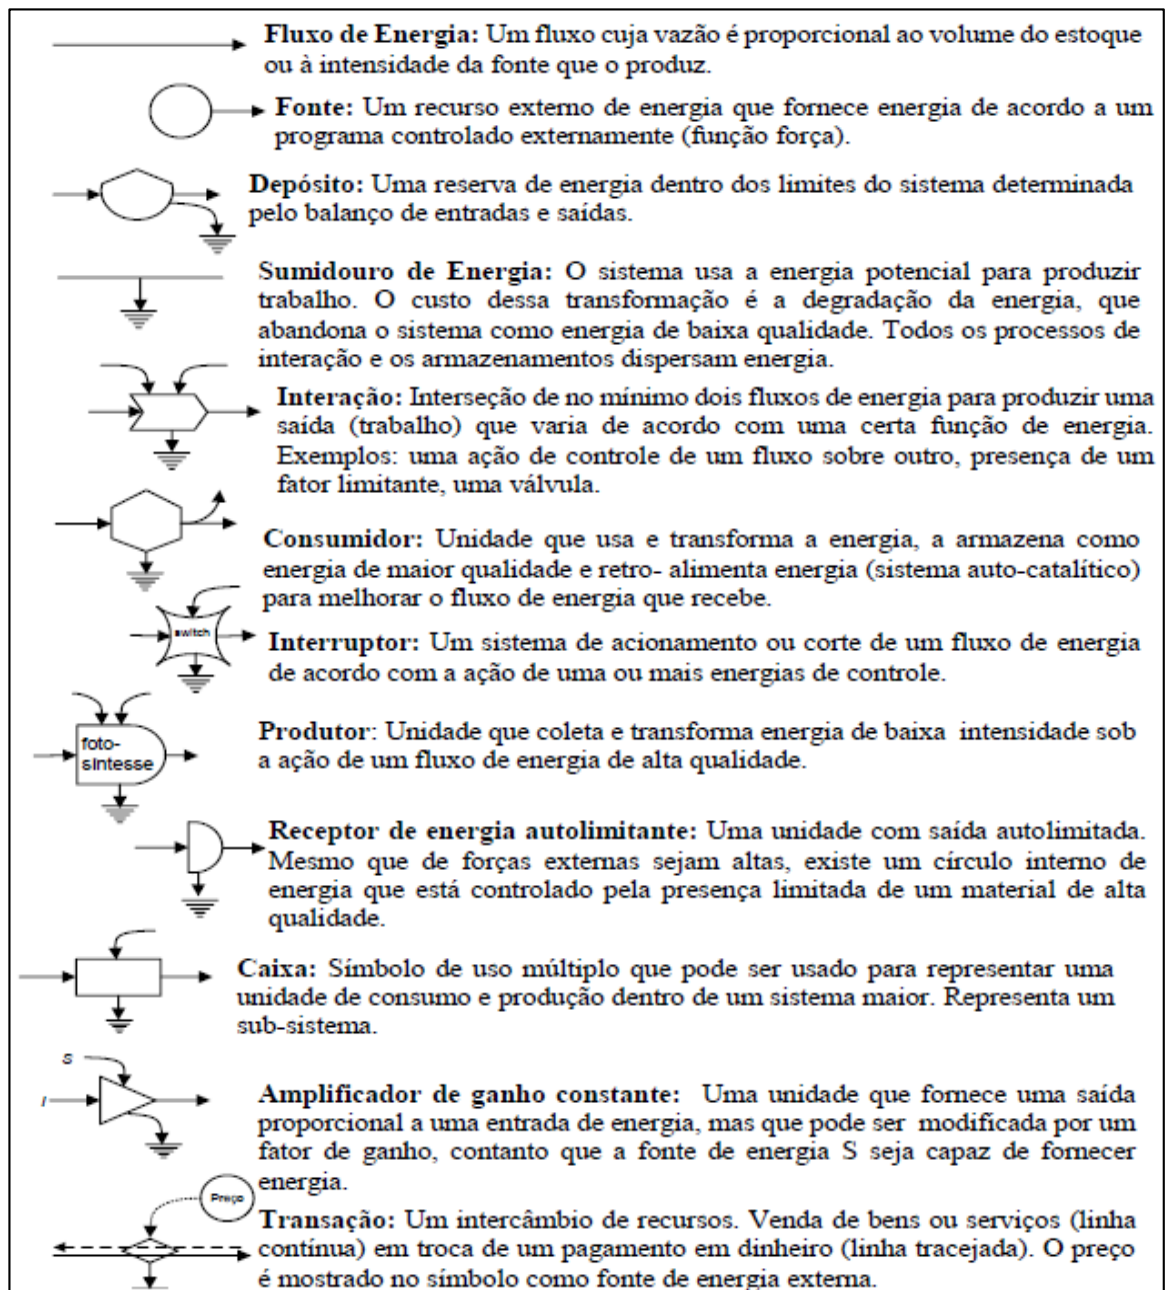 Fluxo de Energia: Um fluxo cuja vazão é proporcional ao volume do estoque
ou à intensidade da fonte que o produz.
Fonte: Um recurso externo de energia que fornece energia de acordo a um
programa controlado externamente (função força).
Depósito: Uma reserva de energia dentro dos limites do sistema determinada
pelo balanço de entradas e saídas.
Sumidouro de Energia: O sistema usa a energia potencial para produzir
trabalho. O custo dessa transformação é a degradação da energia, que
abandona o sistema como energia de baixa qualidade. Todos os processos de
interação e os armazenamentos dispersam energia.
Interação: Interseção de no mínimo dois fluxos de energia para produzir uma
saída (trabalho) que varia de acordo com uma certa função de energia.
Exemplos: uma ação de controle de um fluxo sobre outro, presença de um
fator limitante, uma válvula.
Consumidor: Unidade que usa e transforma a energia, a armazena como
energia de maior qualidade e retro- alimenta energia (sistema auto-catalítico)
para melhorar o fluxo de energia que recebe.
switch
Interruptor: Um sistema de acionamento ou corte de um fluxo de energia
de acordo com a ação de uma ou mais energias de controle.
foto-
síntesse
Produtor: Unidade que coleta e transforma energia de baixa intensidade sob
a ação de um fluxo de energia de alta qualidade.
Receptor de energia autolimitante: Uma unidade com saída autolimitada.
Mesmo que de forças externas sejam altas, existe um círculo interno de
energia que está controlado pela presença limitada de um material de alta
qualidade.
Caixa: Símbolo de uso múltiplo que pode ser usado para representar uma
unidade de consumo e produção dentro de um sistema maior. Representa um
sub-sistema.
S
I
Amplificador de ganho constante: Uma unidade que fornece uma saída
proporcional a uma entrada de energia, mas que pode ser modificada por um
fator de ganho, contanto que a fonte de energia S seja capaz de fornecer
energia.
Preço
Transação: Um intercâmbio de recursos. Venda de bens ou serviços (linha
contínua) em troca de um pagamento em dinheiro (linha tracejada). O preço
é mostrado no símbolo como fonte de energia externa.